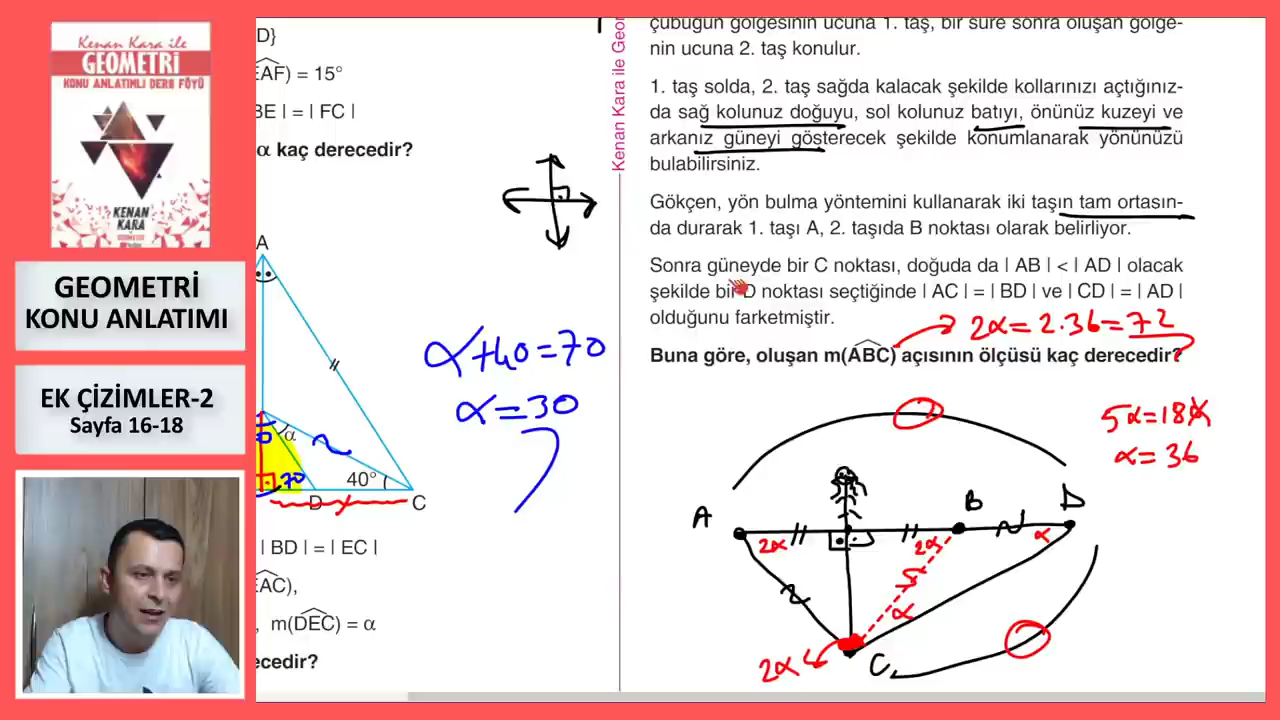 Kenan Kara ile
GEOMETRİ
KONU ANLATIMLI DERS FÖYÜ
KENAN
KARA
GEOMETRİ
KONU ANLATIMI
EK ÇİZİMLER-2
Sayfa 16-18
D}
EAF) = 15°
BE | = | FC |
α kaç derecedir?
A
α
40°
70
D
C
α+40=70
α=30
| BD | = | EC |
EAC),
, m(DEC) = α
ecedir?
Kenan Kara ile Geo
çubuğun gölgesinin ucuna 1. taş, bir süre sonra oluşan gölge-
nin ucuna 2. taş konulur.
1. taş solda, 2. taş sağda kalacak şekilde kollarınızı açtığınız-
da sağ kolunuz doğuyu, sol kolunuz batıyı, önünüz kuzeyi ve
arkanız güneyi gösterecek şekilde konumlanarak yönünüzü
bulabilirsiniz.
Gökçen, yön bulma yöntemini kullanarak iki taşın tam ortasın-
da durarak 1. taşı A, 2. taşıda B noktası olarak belirliyor.
Sonra güneyde bir C noktası, doğuda da | AB | < | AD | olacak
şekilde bir D noktası seçtiğinde | AC | = | BD | ve | CD | = | AD |
olduğunu farketmiştir.
2α=2.36=72
Buna göre, oluşan m(ABC) açısının ölçüsü kaç derecedir?
5α=180
α=36
A
B
D
2α
2α
α
α
2α
C